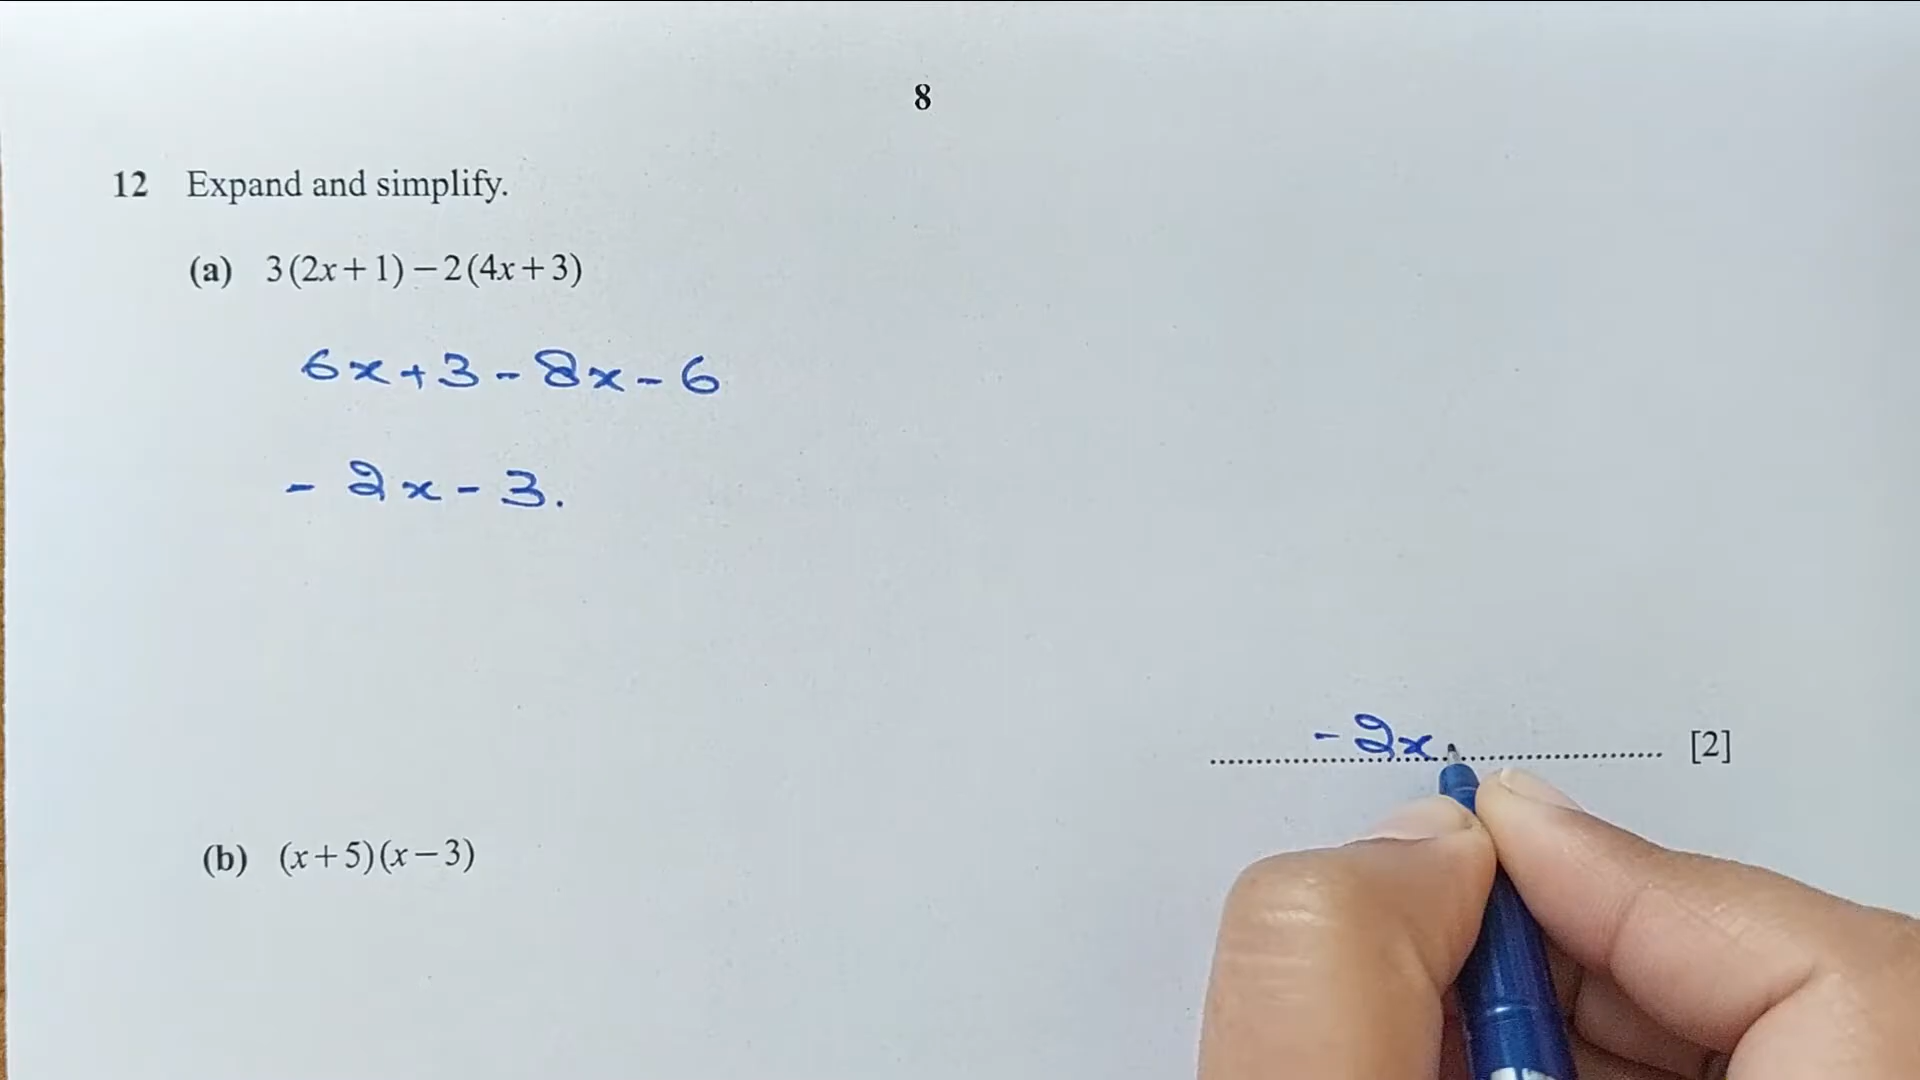 8
12 Expand and simplify.
(a) 3(2x+1)−2(4x+3)
6x+3-8x-6
- 2x-3.
-2x [2]
(b) (x+5)(x−3)